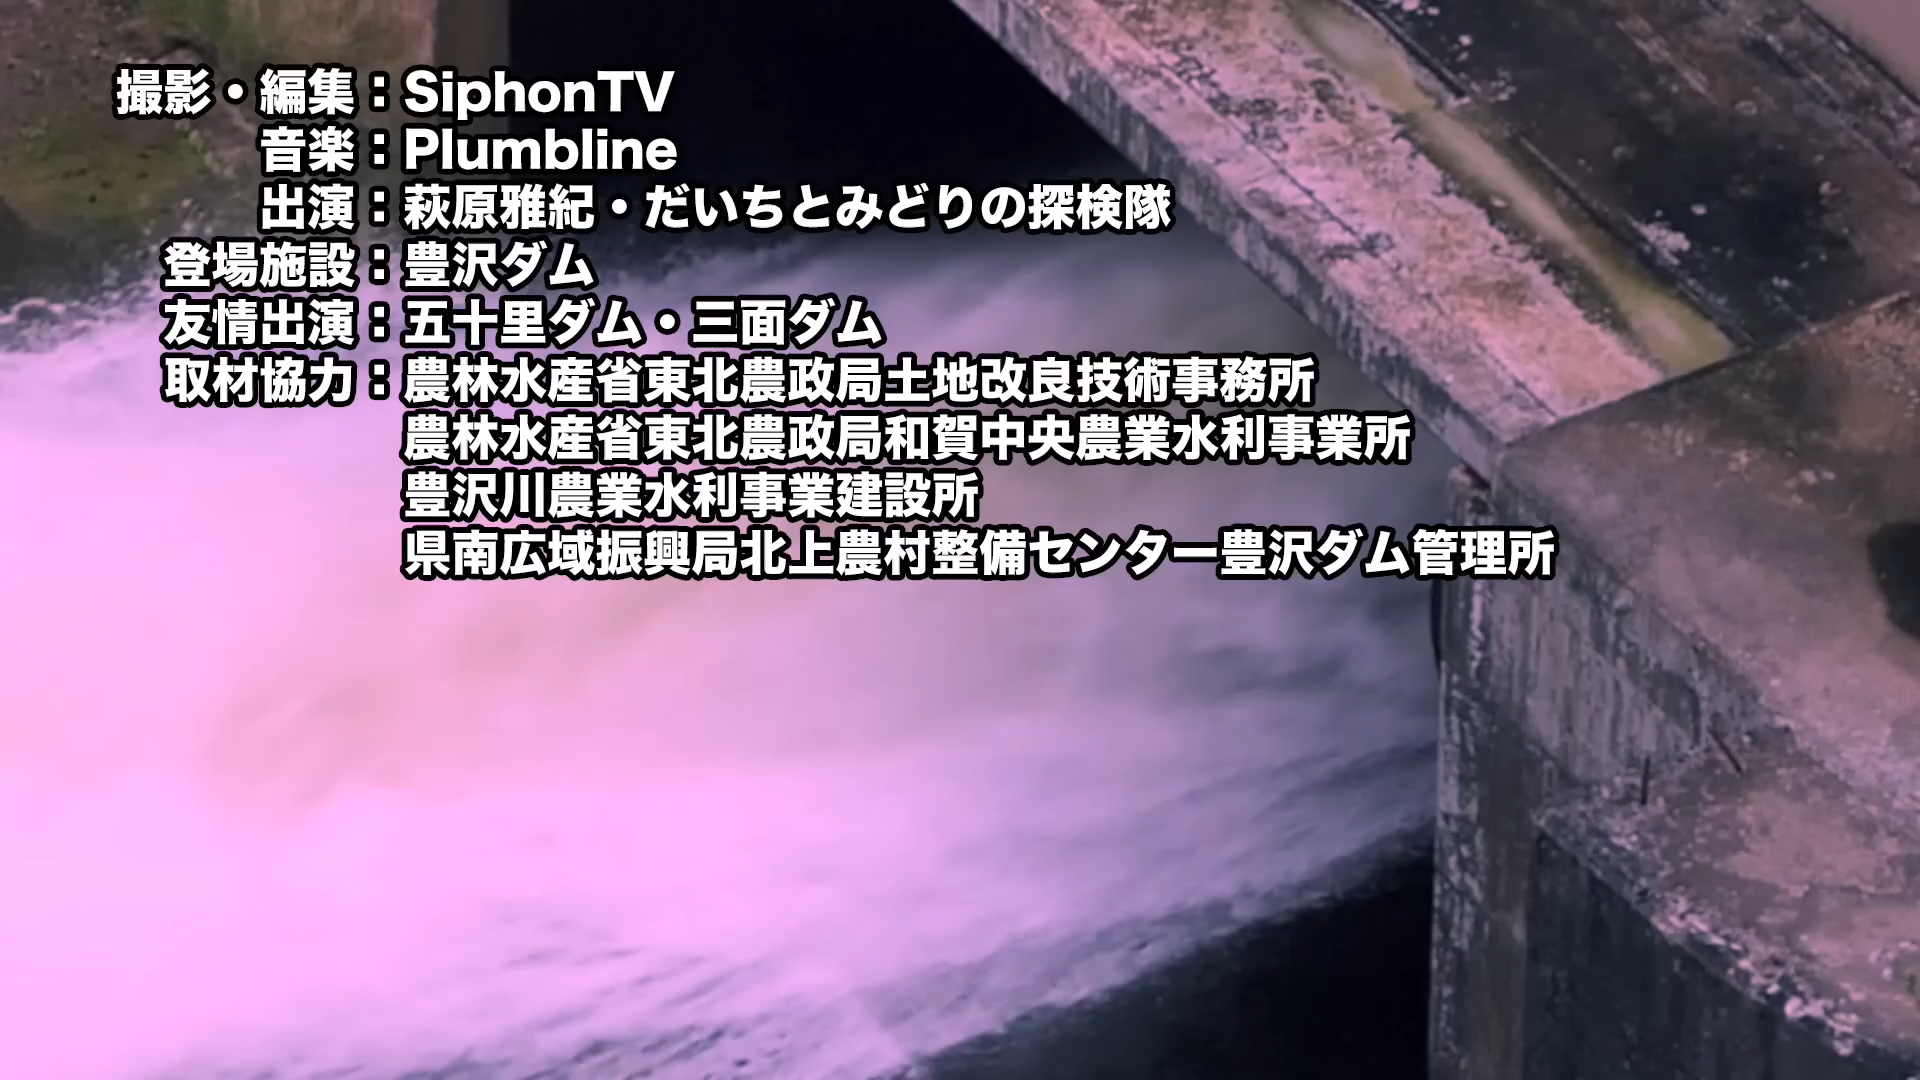 撮影・編集：SiphonTV
音楽：Plumbline
出演：萩原雅紀・だいちとみどりの探検隊
登場施設：豊沢ダム
友情出演：五十里ダム・三面ダム
取材協力：農林水産省東北農政局土地改良技術事務所
農林水産省東北農政局和賀中央農業水利事業所
豊沢川農業水利事業建設所
県南広域振興局北上農村整備センター豊沢ダム管理所